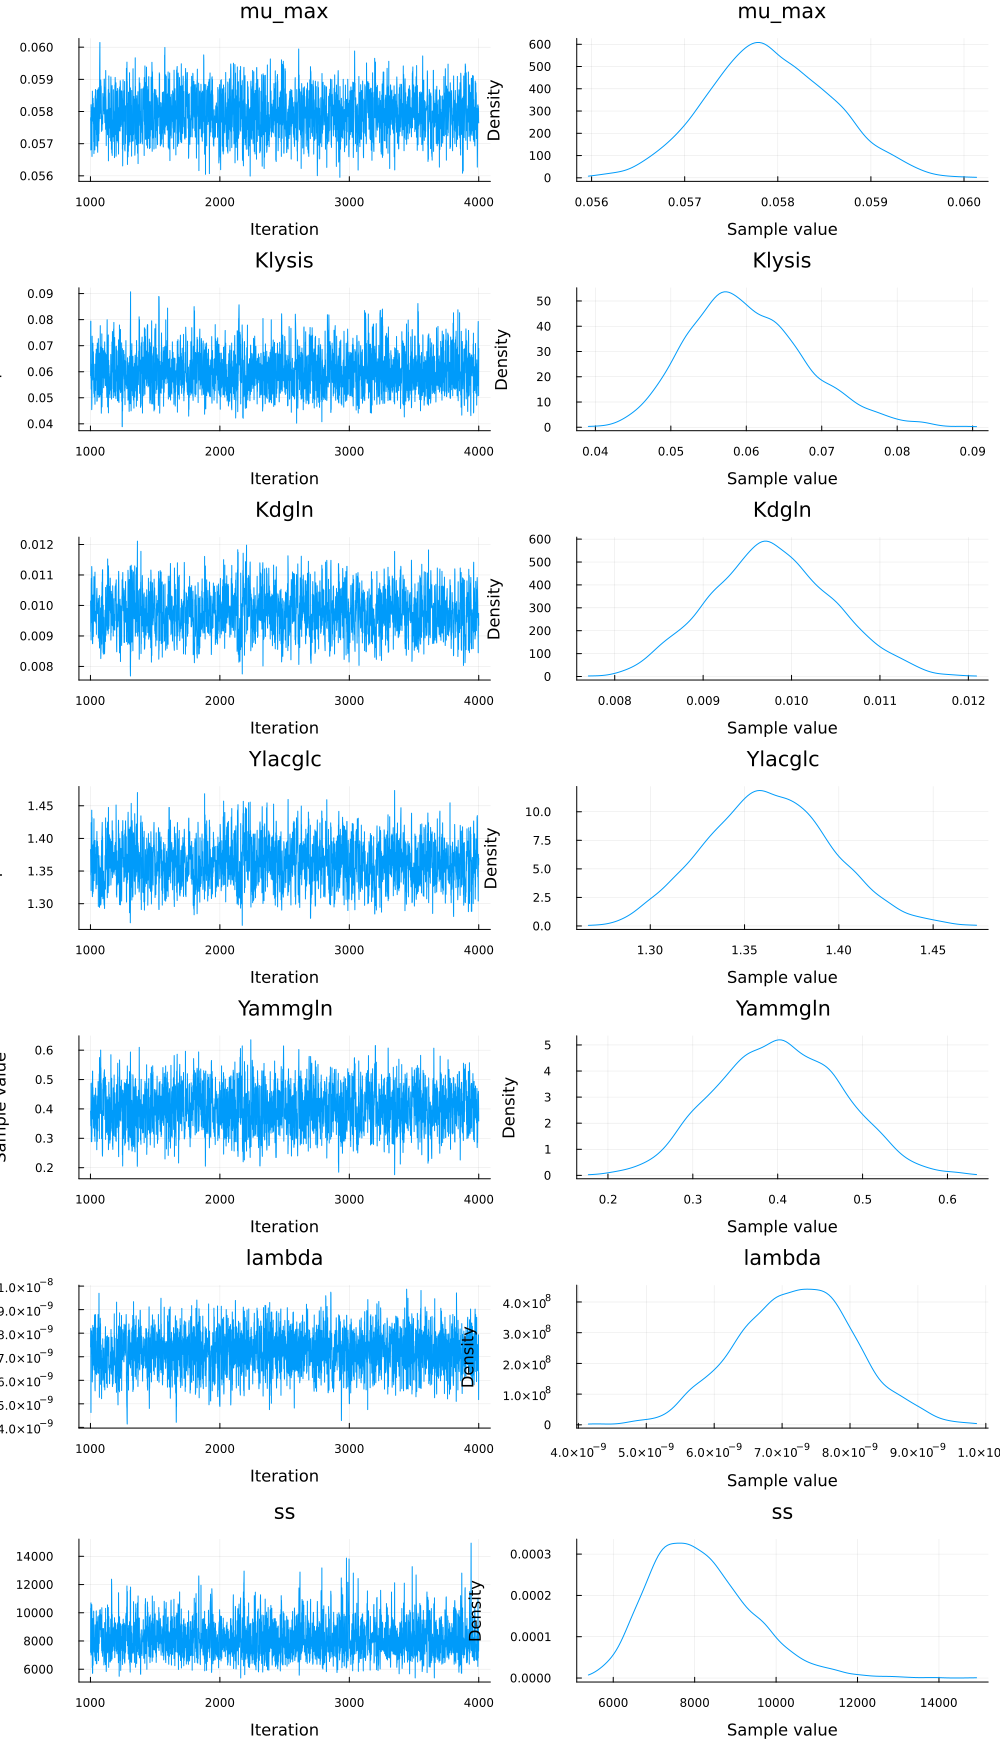 mu_max mu_max
0.060
0.059
0.058
0.057
0.056
1000 2000 3000 4000
Iteration
Density
600
500
400
300
200
100
0
0.056 0.057 0.058 0.059 0.060
Sample value
Klysis Klysis
0.09
0.08
0.07
0.06
0.05
0.04
1000 2000 3000 4000
Iteration
Density
50
40
30
20
10
0
0.04 0.05 0.06 0.07 0.08 0.09
Sample value
Kdgln Kdgln
0.012
0.011
0.010
0.009
0.008
1000 2000 3000 4000
Iteration
Density
600
500
400
300
200
100
0
0.008 0.009 0.010 0.011 0.012
Sample value
Ylacglc Ylacglc
1.45
1.40
1.35
1.30
1000 2000 3000 4000
Iteration
Density
10.0
7.5
5.0
2.5
0.0
1.30 1.35 1.40 1.45
Sample value
Yammgln Yammgln
Sample value
0.6
0.5
0.4
0.3
0.2
1000 2000 3000 4000
Iteration
Density
5
4
3
2
1
0
0.2 0.3 0.4 0.5 0.6
Sample value
lambda lambda
1.0×10⁻⁸
9.0×10⁻⁹
8.0×10⁻⁹
7.0×10⁻⁹
6.0×10⁻⁹
5.0×10⁻⁹
4.0×10⁻⁹
1000 2000 3000 4000
Iteration
Density
4.0×10⁸
3.0×10⁸
2.0×10⁸
1.0×10⁸
0
4.0×10⁻⁹ 5.0×10⁻⁹ 6.0×10⁻⁹ 7.0×10⁻⁹ 8.0×10⁻⁹ 9.0×10⁻⁹ 1.0×10
Sample value
ss ss
14000
12000
10000
8000
6000
1000 2000 3000 4000
Iteration
Density
0.0003
0.0002
0.0001
0.0000
6000 8000 10000 12000 14000
Sample value